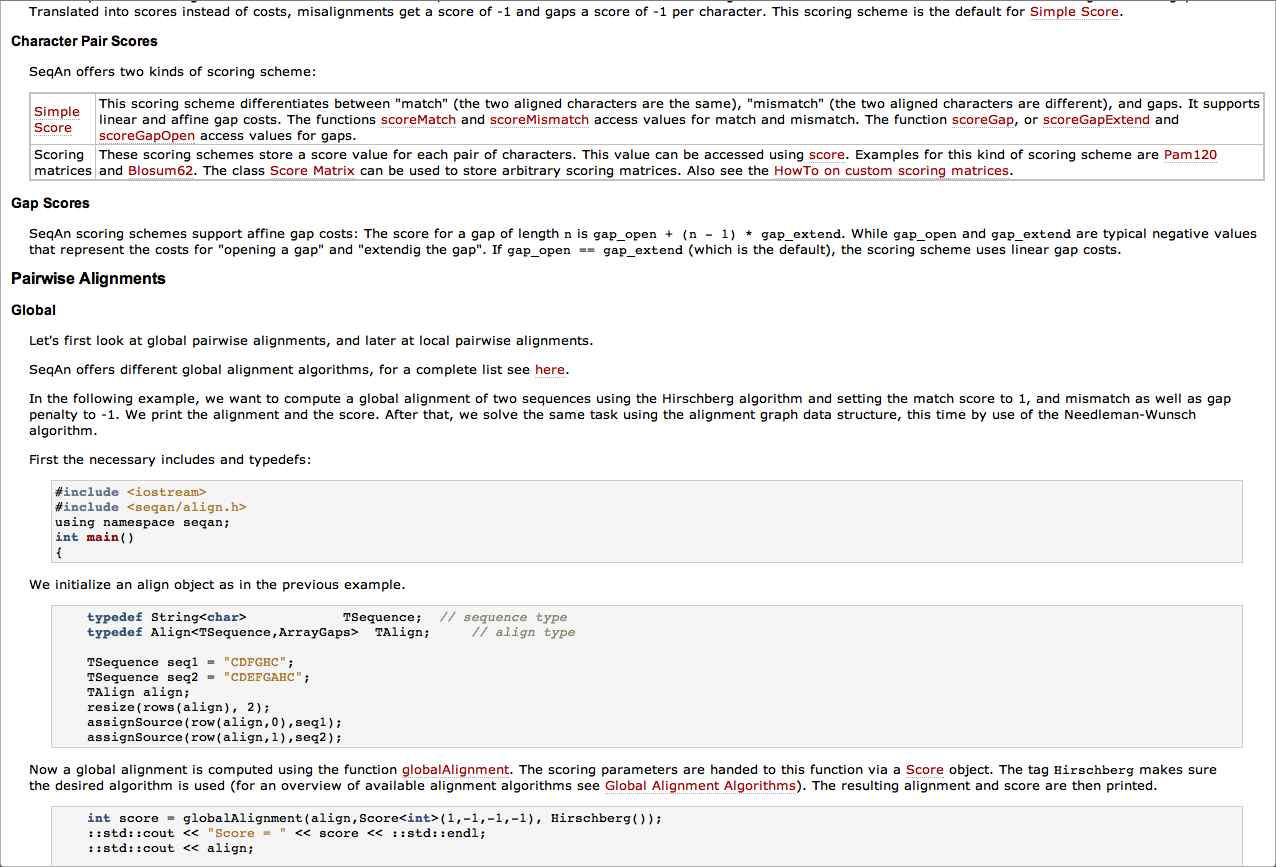 Translated into scores instead of costs, misalignments get a score of -1 and gaps a score of -1 per character. This scoring scheme is the default for Simple Score.
Character Pair Scores
SeqAn offers two kinds of scoring scheme:
Simple Score
This scoring scheme differentiates between "match" (the two aligned characters are the same), "mismatch" (the two aligned characters are different), and gaps. It supports
linear and affine gap costs. The functions scoreMatch and scoreMismatch access values for match and mismatch. The function scoreGap, or scoreGapExtend and
scoreGapOpen access values for gaps.
Scoring matrices
These scoring schemes store a score value for each pair of characters. This value can be accessed using score. Examples for this kind of scoring scheme are Pam120
and Blosum62. The class Score Matrix can be used to store arbitrary scoring matrices. Also see the HowTo on custom scoring matrices.
Gap Scores
SeqAn scoring schemes support affine gap costs: The score for a gap of length n is gap_open + (n - 1) * gap_extend. While gap_open and gap_extend are typical negative values
that represent the costs for "opening a gap" and "extendig the gap". If gap_open == gap_extend (which is the default), the scoring scheme uses linear gap costs.
Pairwise Alignments
Global
Let's first look at global pairwise alignments, and later at local pairwise alignments.
SeqAn offers different global alignment algorithms, for a complete list see here.
In the following example, we want to compute a global alignment of two sequences using the Hirschberg algorithm and setting the match score to 1, and mismatch as well as gap
penalty to -1. We print the alignment and the score. After that, we solve the same task using the alignment graph data structure, this time by use of the Needleman-Wunsch
algorithm.
First the necessary includes and typedefs:
#include <iostream>
#include <seqan/align.h>
using namespace seqan;
int main()
{
We initialize an align object as in the previous example.
typedef String<char> TSequence; // sequence type
typedef Align<TSequence,ArrayGaps> TAlign; // align type
TSequence seq1 = "CDFGHC";
TSequence seq2 = "CDEFGAHC";
TAlign align;
resize(rows(align), 2);
assignSource(row(align,0),seq1);
assignSource(row(align,1),seq2);
Now a global alignment is computed using the function globalAlignment. The scoring parameters are handed to this function via a Score object. The tag Hirschberg makes sure
the desired algorithm is used (for an overview of available alignment algorithms see Global Alignment Algorithms). The resulting alignment and score are then printed.
int score = globalAlignment(align,Score<int>(1,-1,-1,-1), Hirschberg());
::std::cout << "Score = " << score << ::std::endl;
::std::cout << align;